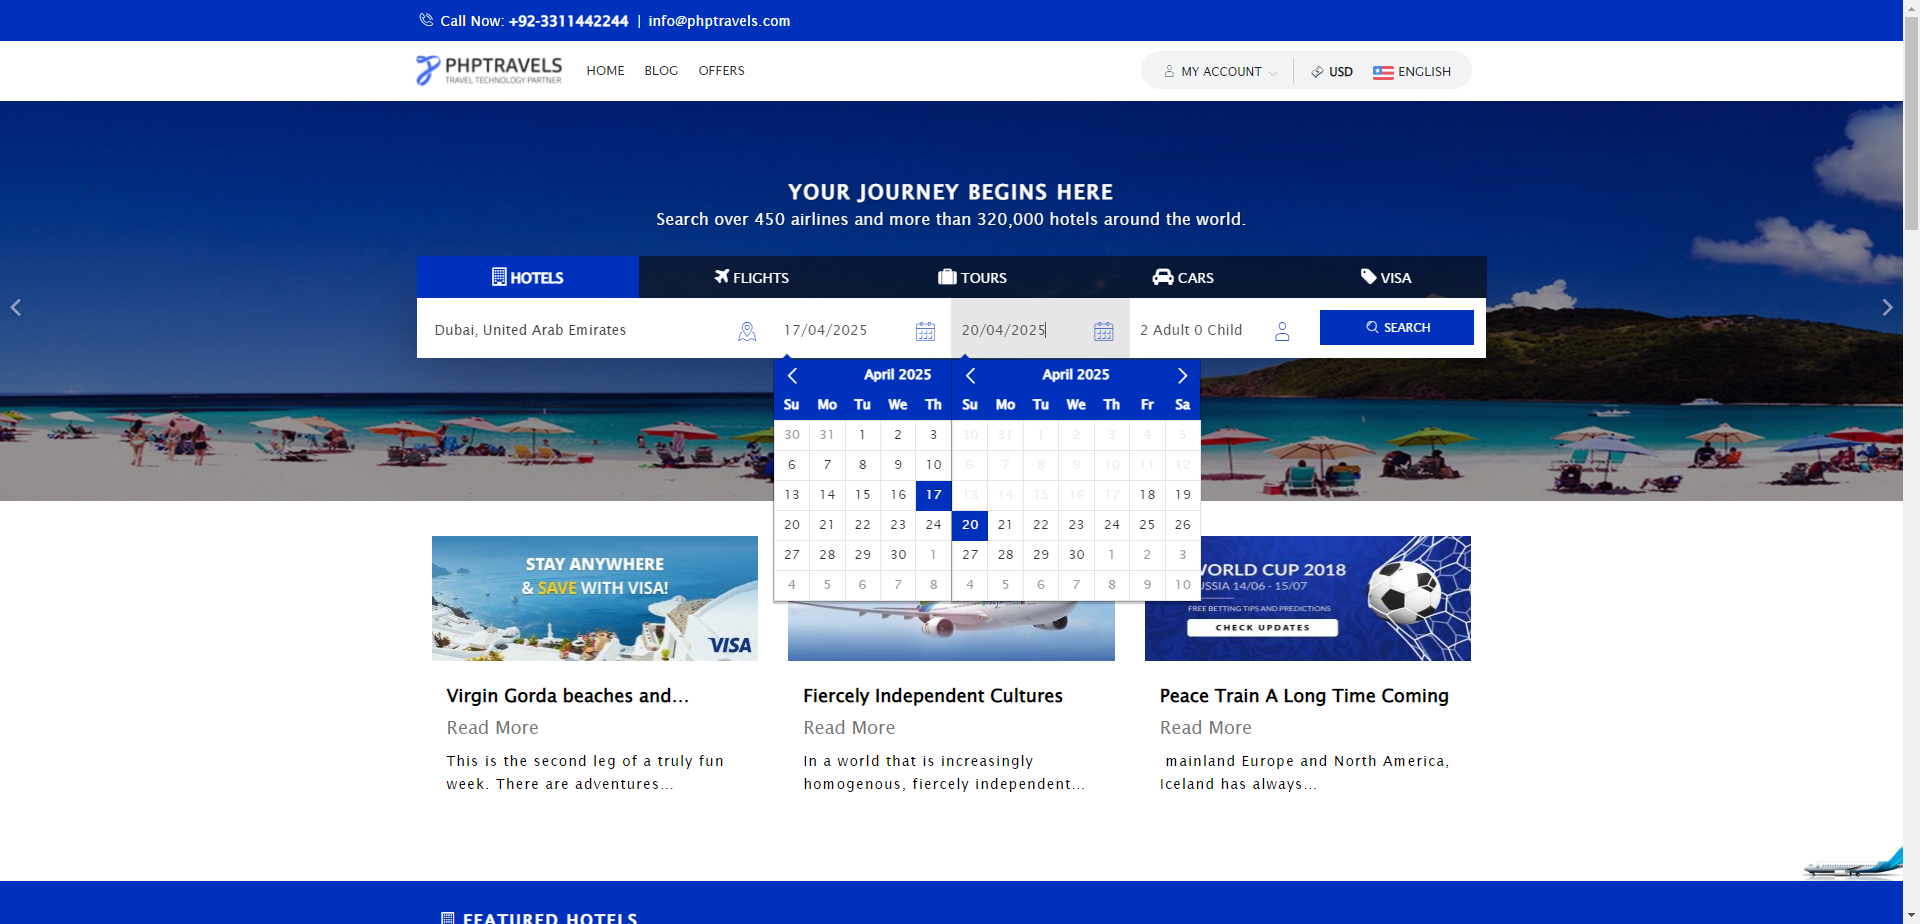 Call Now: +92-3311442244 | info@phptravels.com
PHPTRAVELS
TRAVEL TECHNOLOGY PARTNER
HOME BLOG OFFERS
MY ACCOUNT USD ENGLISH
YOUR JOURNEY BEGINS HERE
Search over 450 airlines and more than 320,000 hotels around the world.
HOTELS FLIGHTS TOURS CARS VISA
Dubai, United Arab Emirates 17/04/2025 20/04/2025 2 Adult 0 Child SEARCH
April 2025 April 2025
Su Mo Tu We Th Su Mo Tu We Th Fr Sa
30 31 1 2 3 30 31 1 2 3 4 5
6 7 8 9 10 6 7 8 9 10 11 12
13 14 15 16 17 13 14 15 16 17 18 19
20 21 22 23 24 20 21 22 23 24 25 26
27 28 29 30 1 27 28 29 30 1 2 3
4 5 6 7 8 4 5 6 7 8 9 10
STAY ANYWHERE
& SAVE WITH VISA!
VISA
WORLD CUP 2018
RUSSIA 14/06 - 15/07
FREE BETTING TIPS AND PREDICTIONS
CHECK UPDATES
Virgin Gorda beaches and...
Read More
This is the second leg of a truly fun
week. There are adventures...
Fiercely Independent Cultures
Read More
In a world that is increasingly
homogenous, fiercely independent...
Peace Train A Long Time Coming
Read More
mainland Europe and North America,
Iceland has always...
FEATURED HOTELS